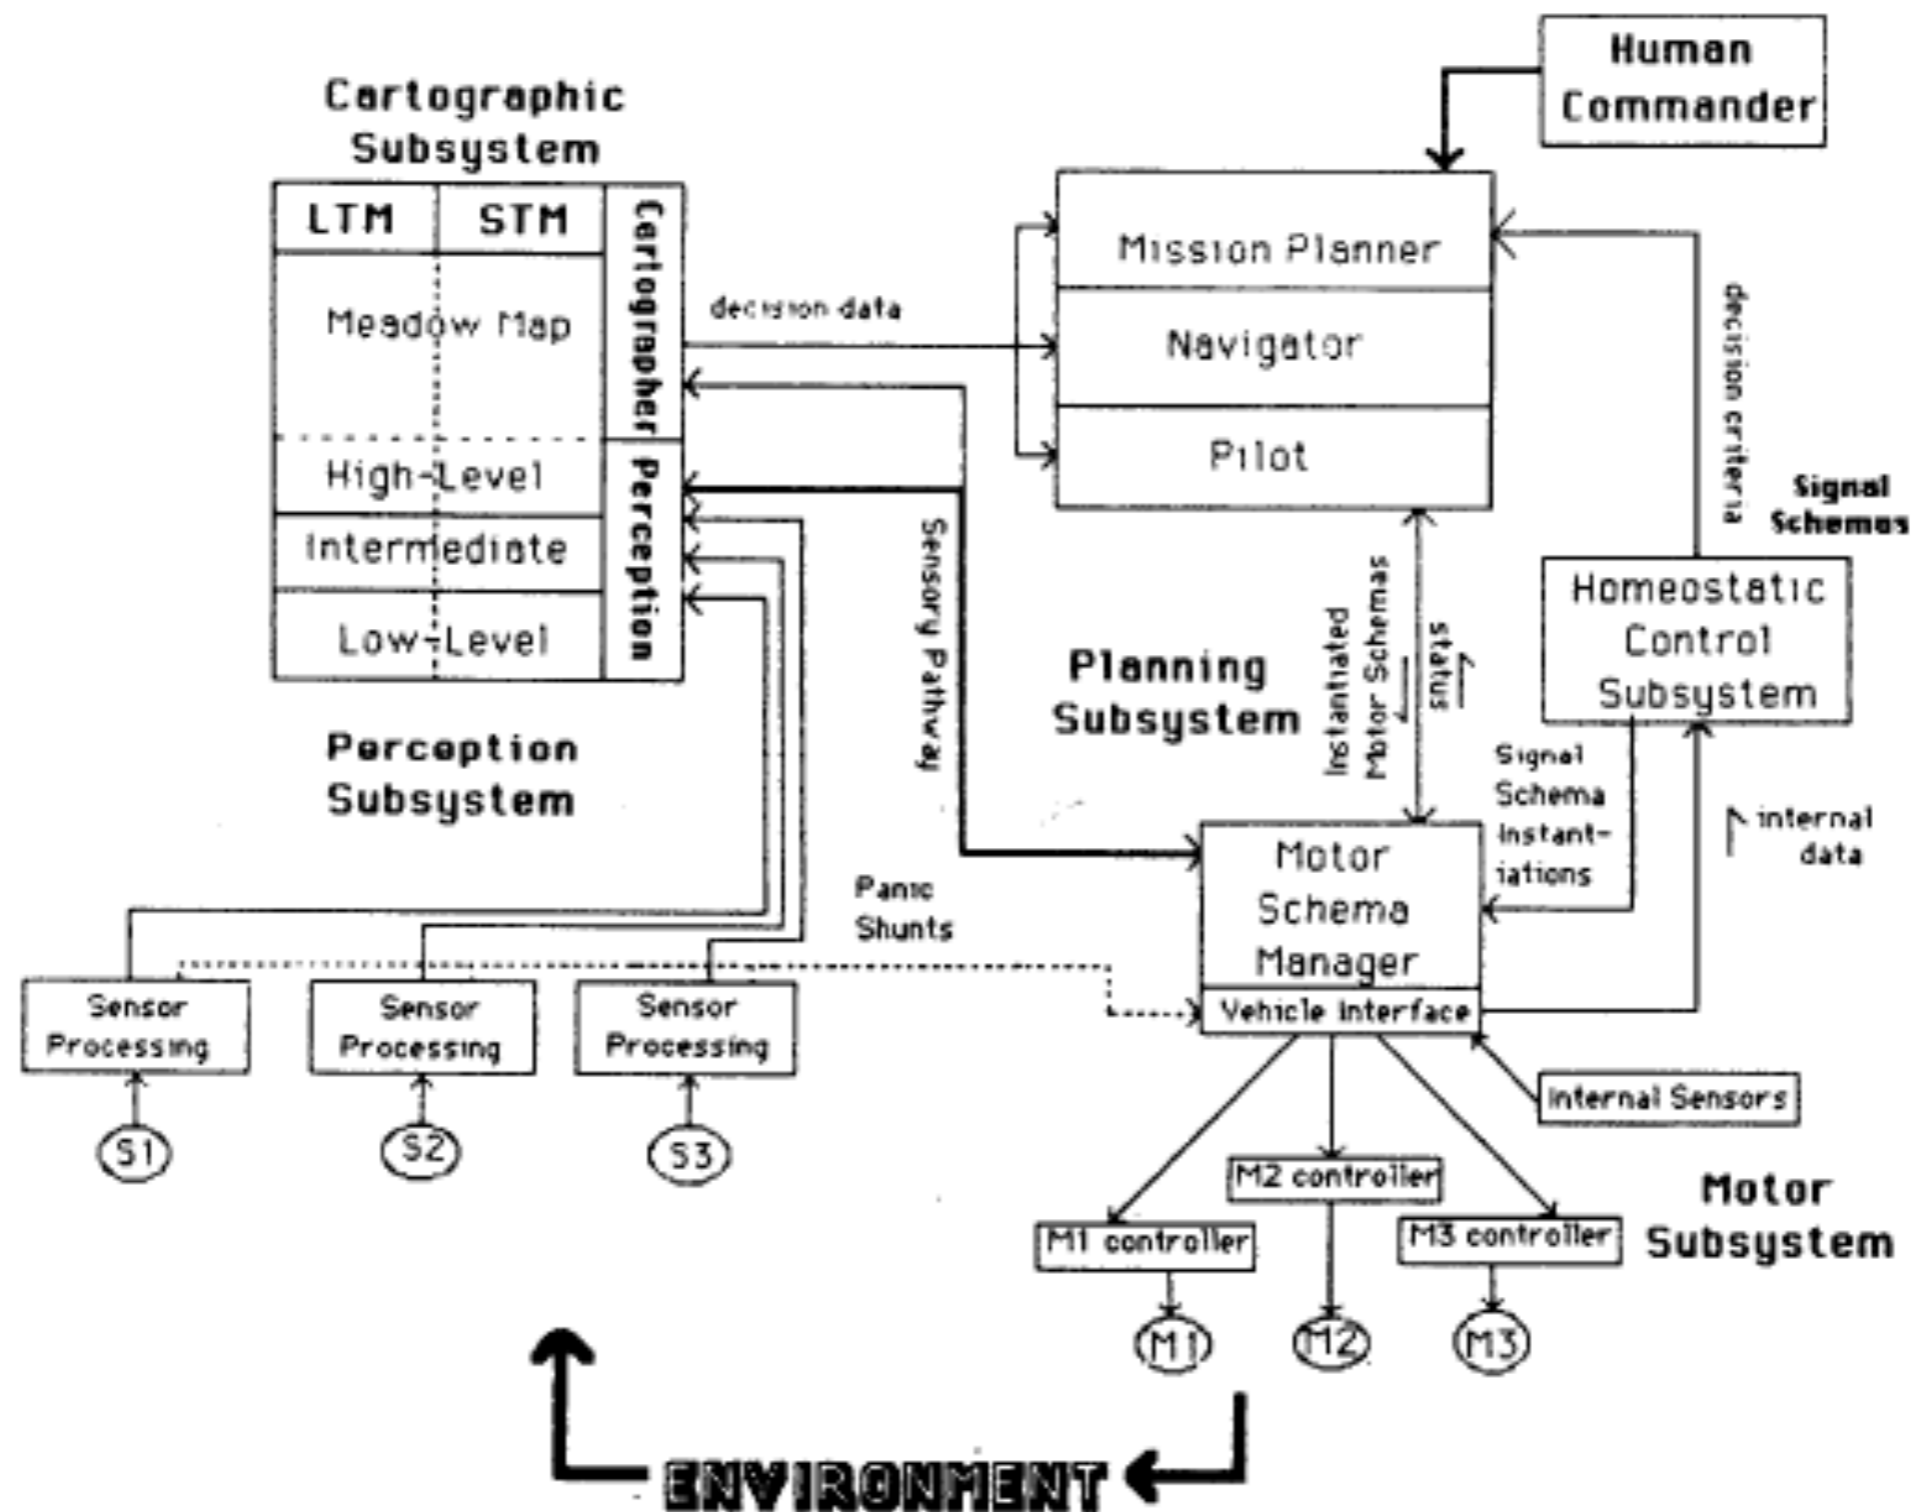 Human
Commander
Cartographic
Subsystem
LTM
STM
Cartographer
Meadow Map
High-Level
Intermediate
Low-Level
Perception
Perception
Subsystem
decision data
Mission Planner
Navigator
Pilot
decision criteria
Signal
Schemas
Homeostatic
Control
Subsystem
Sensory Pathway
Planning
Subsystem
Instantiated
Motor Schemas
status
Signal
Schema
Instant-
iations
internal
data
Motor
Schema
Manager
Vehicle Interface
Panic
Shunts
Sensor
Processing
Sensor
Processing
Sensor
Processing
S1
S2
S3
Internal Sensors
M1 controller
M2 controller
M3 controller
Motor
Subsystem
M1
M2
M3
ENVIRONMENT